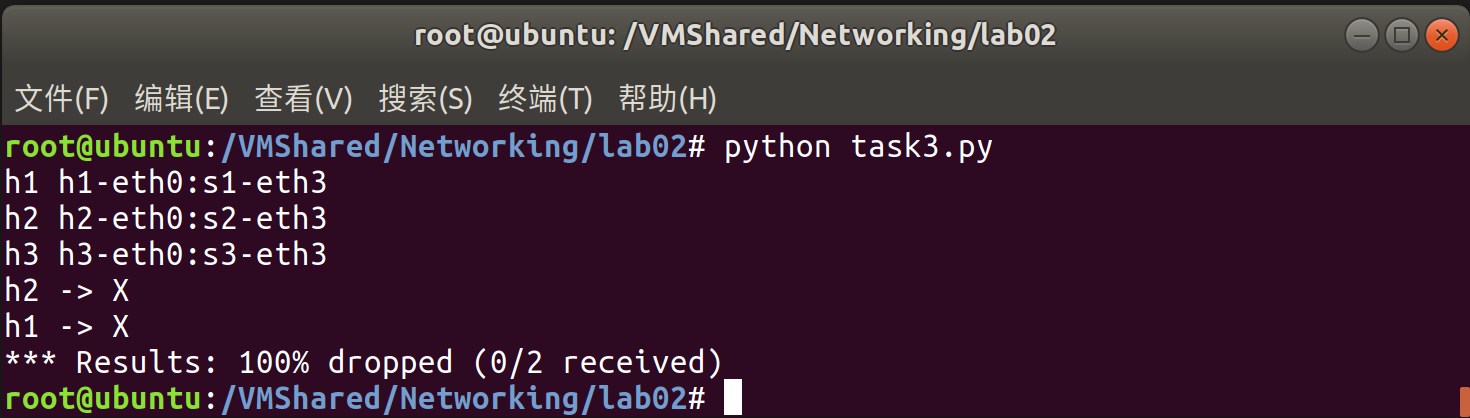 root@ubuntu: /VMShared/Networking/lab02
文件(F) 编辑(E) 查看(V) 搜索(S) 终端(T) 帮助(H)
root@ubuntu:/VMShared/Networking/lab02# python task3.py
h1 h1-eth0:s1-eth3
h2 h2-eth0:s2-eth3
h3 h3-eth0:s3-eth3
h2 -> X
h1 -> X
*** Results: 100% dropped (0/2 received)
root@ubuntu:/VMShared/Networking/lab02#